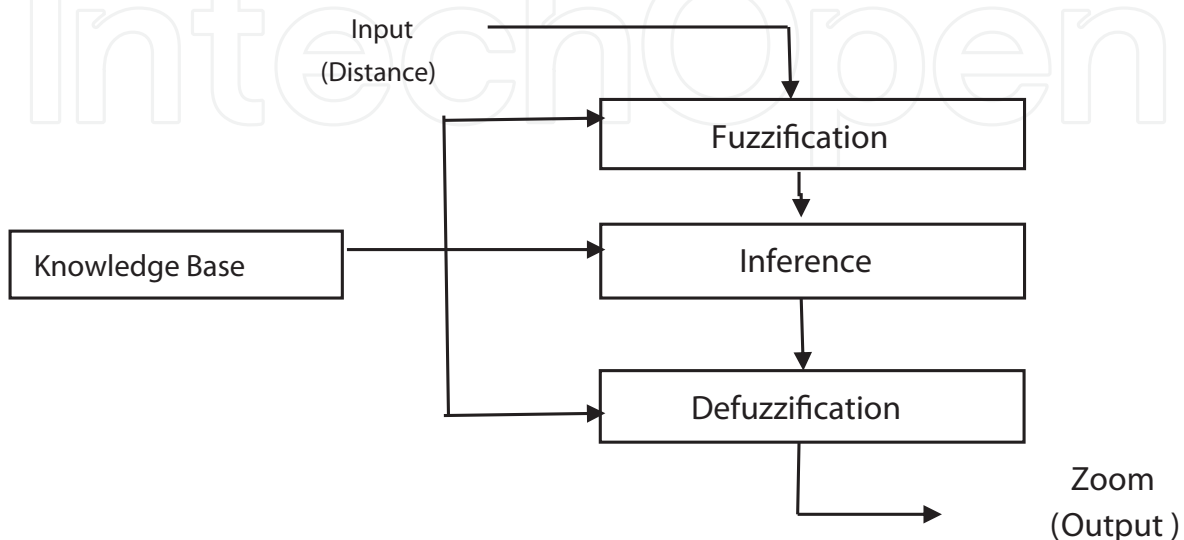 IntechOpen
Input
(Distance)
Fuzzification
Knowledge Base
Inference
Defuzzification
Zoom
(Output )